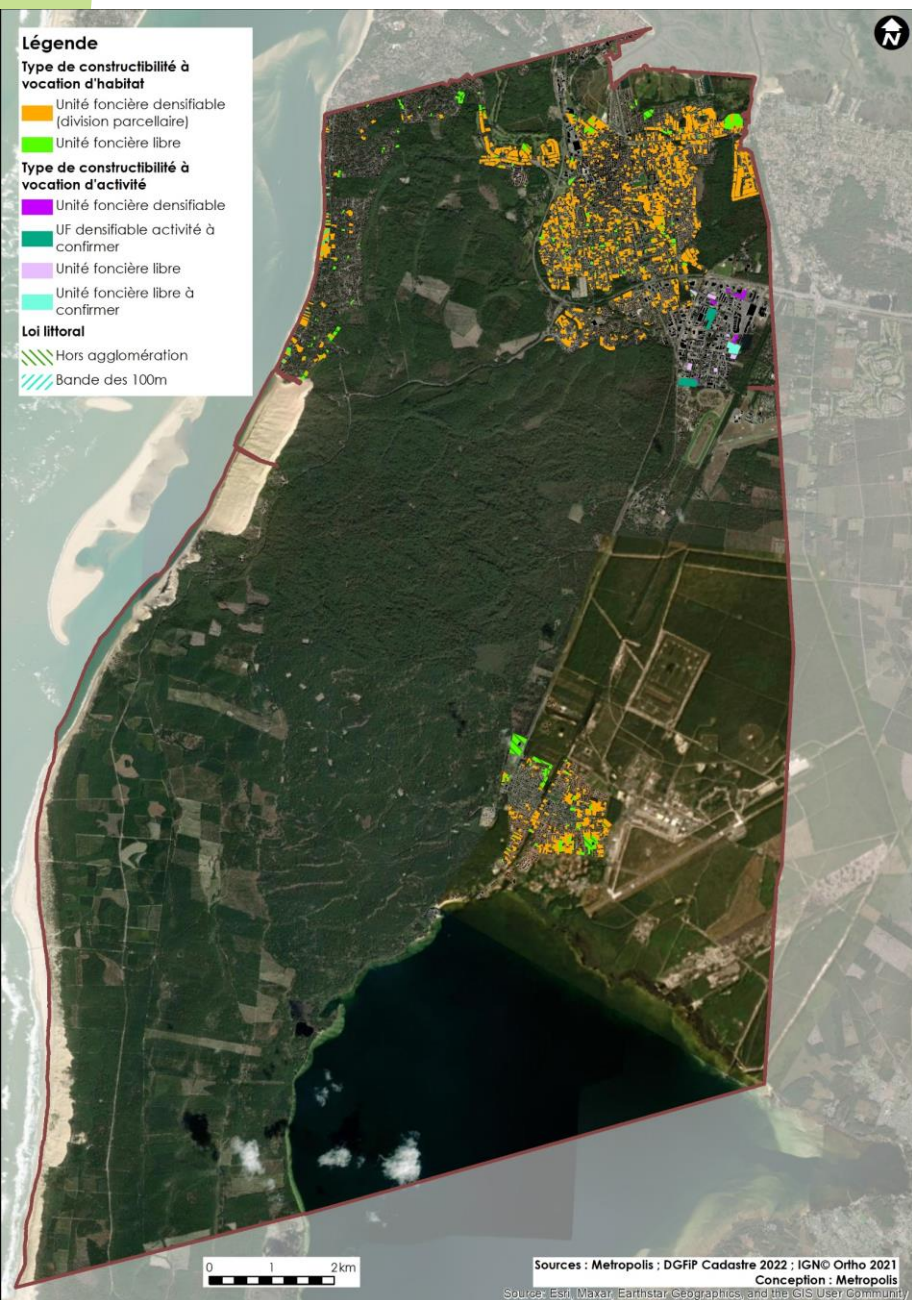 Légende
Type de constructibilité à
vocation d'habitat
Unité foncière densifiable
(division parcellaire)
Unité foncière libre
Type de constructibilité à
vocation d'activité
Unité foncière densifiable
UF densifiable activité à
confirmer
Unité foncière libre
Unité foncière libre à
confirmer
Loi littoral
Hors agglomération
Bande des 100m
N
0 1 2km
Sources : Metropolis ; DGFiP Cadastre 2022 ; IGN© Ortho 2021
Conception : Metropolis
Source: Esri, Maxar, Earthstar Geographics, and the GIS User Community